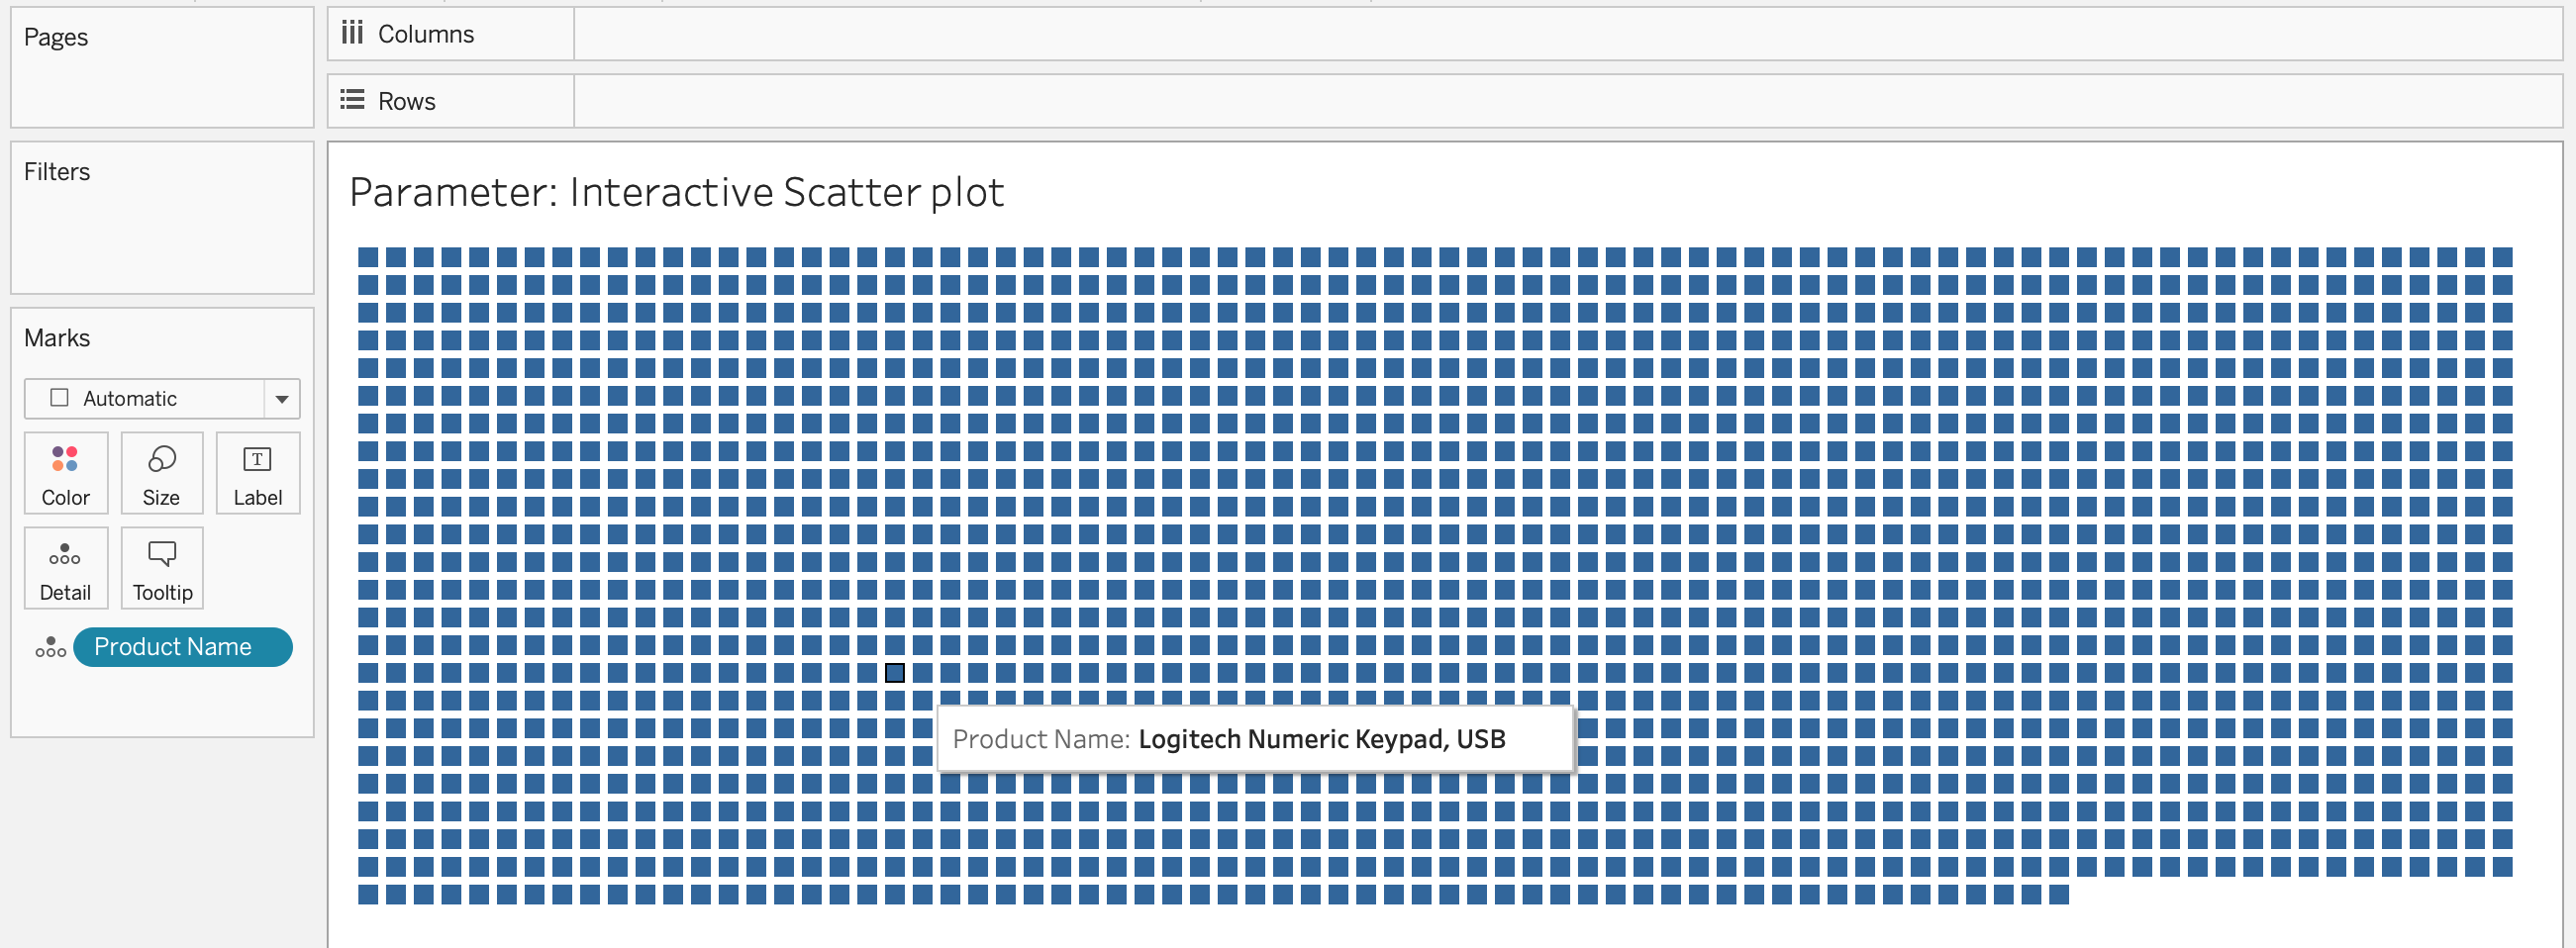 Pages
Columns
Rows
Filters
Parameter: Interactive Scatter plot
Marks
Automatic
Color
Size
T
Label
Detail
Tooltip
Product Name
Product Name: Logitech Numeric Keypad, USB